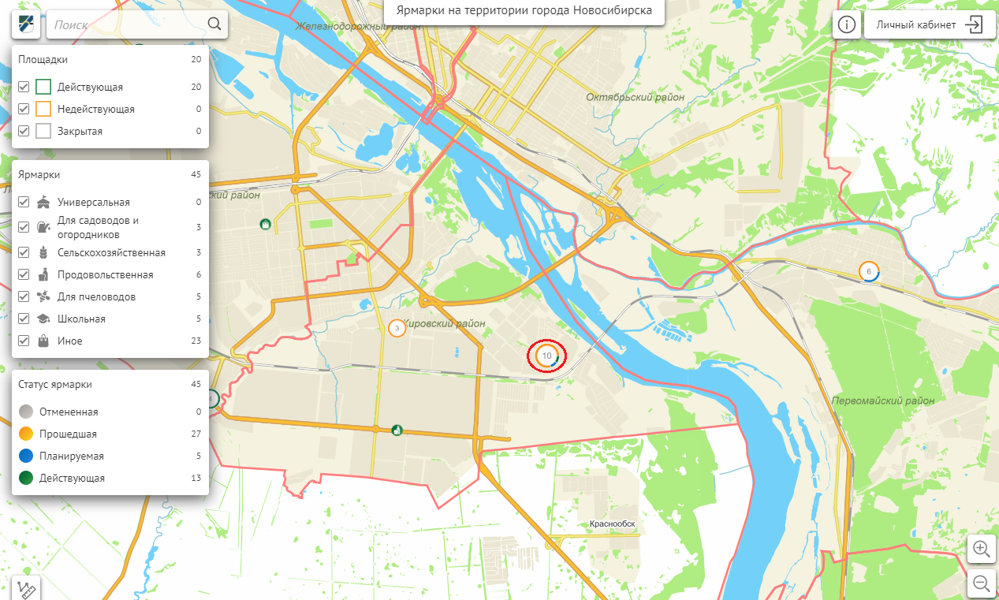 Ярмарки на территории города Новосибирска
Поиск
Личный кабинет
Площадки 20
Действующая 20
Недействующая 0
Закрытая 0
Ярмарки 45
Универсальная 0
Для садоводов и
огородников 3
Сельскохозяйственная 3
Продовольственная 6
Для пчеловодов 5
Школьная 5
Иное 23
Статус ярмарки 45
Отмененная 0
Прошедшая 27
Планируемая 5
Действующая 13
Железнодорожный район
Октябрьский район
район
6
3
Кировский район
10
Первомайский район
Краснообск